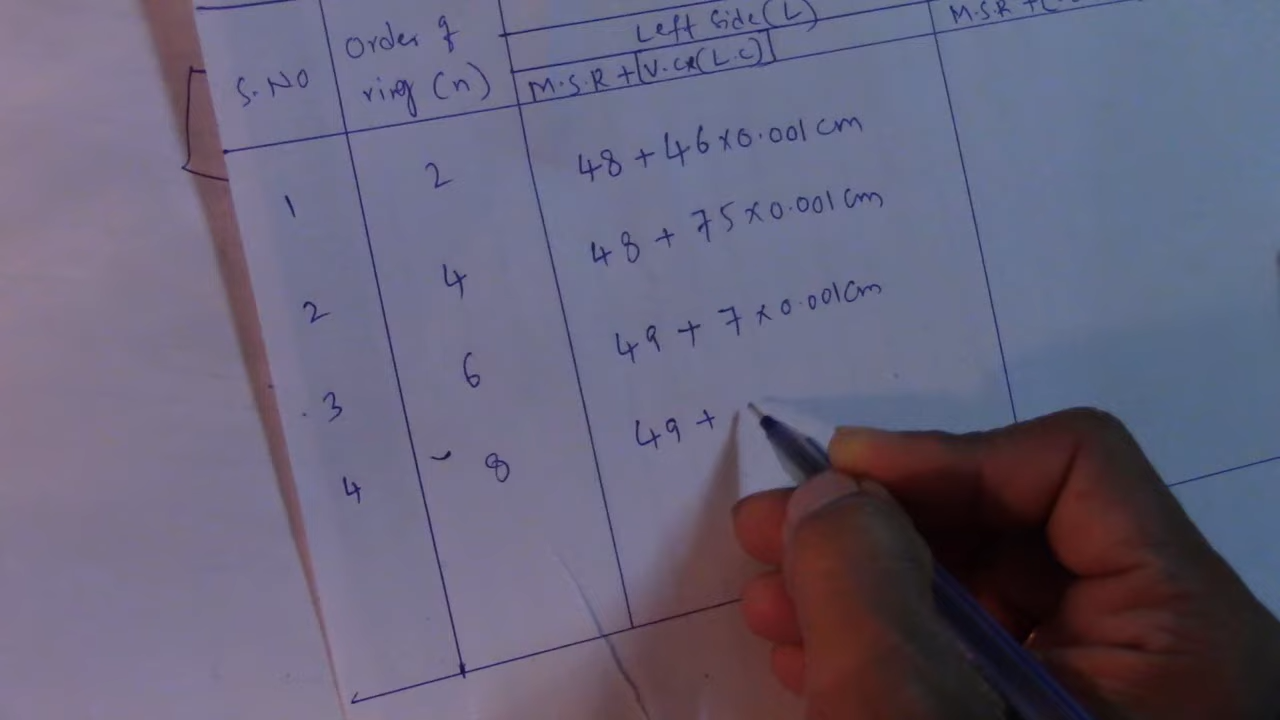 Left Side (L)
M.S.R +
S.NO
Order of
ring (n)
M.S.R + [V.Cx(L.C)]
1 2 48 + 46 x 0.001 cm
2 4 48 + 75 x 0.001 cm
3 6 49 + 7 x 0.001 cm
4 8 49 +